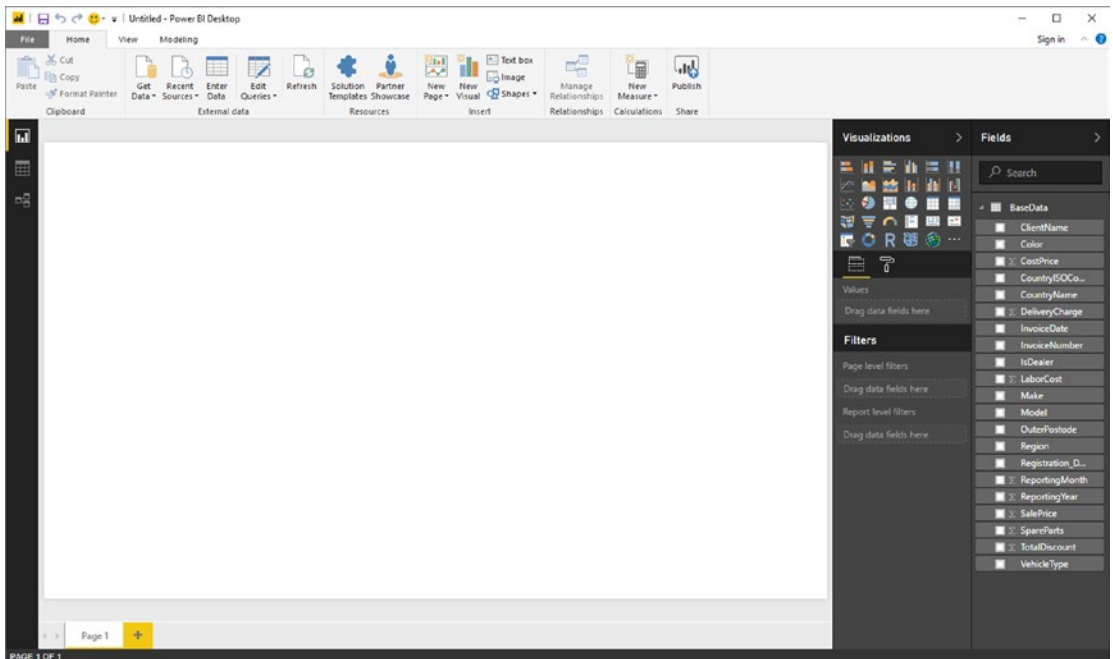 Untitled - Power BI Desktop
File Home View Modeling Sign in
Paste
Cut
Copy
Format Painter
Clipboard
Get Data
Recent Sources
Enter Data
Edit Queries
Refresh
External data
Solution Templates
Partner Showcase
Resources
New Page
New Visual
Text box
Image
Shapes
Insert
Manage Relationships
Relationships
New Measure
Calculations
Publish
Share
Visualizations
R
Values
Drag data fields here
Filters
Page level filters
Drag data fields here
Report level filters
Drag data fields here
Fields
Search
BaseData
ClientName
Color
Σ CostPrice
CountryISOCo...
CountryName
Σ DeliveryCharge
InvoiceDate
InvoiceNumber
IsDealer
Σ LaborCost
Make
Model
OuterPostode
Region
Registration_D...
Σ ReportingMonth
Σ ReportingYear
Σ SalePrice
Σ SpareParts
Σ TotalDiscount
VehicleType
Page 1
PAGE 1 OF 1